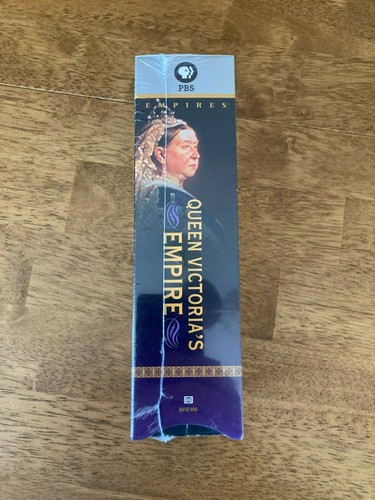 PBS
EMPIRES
QUEEN VICTORIA'S
EMPIRE